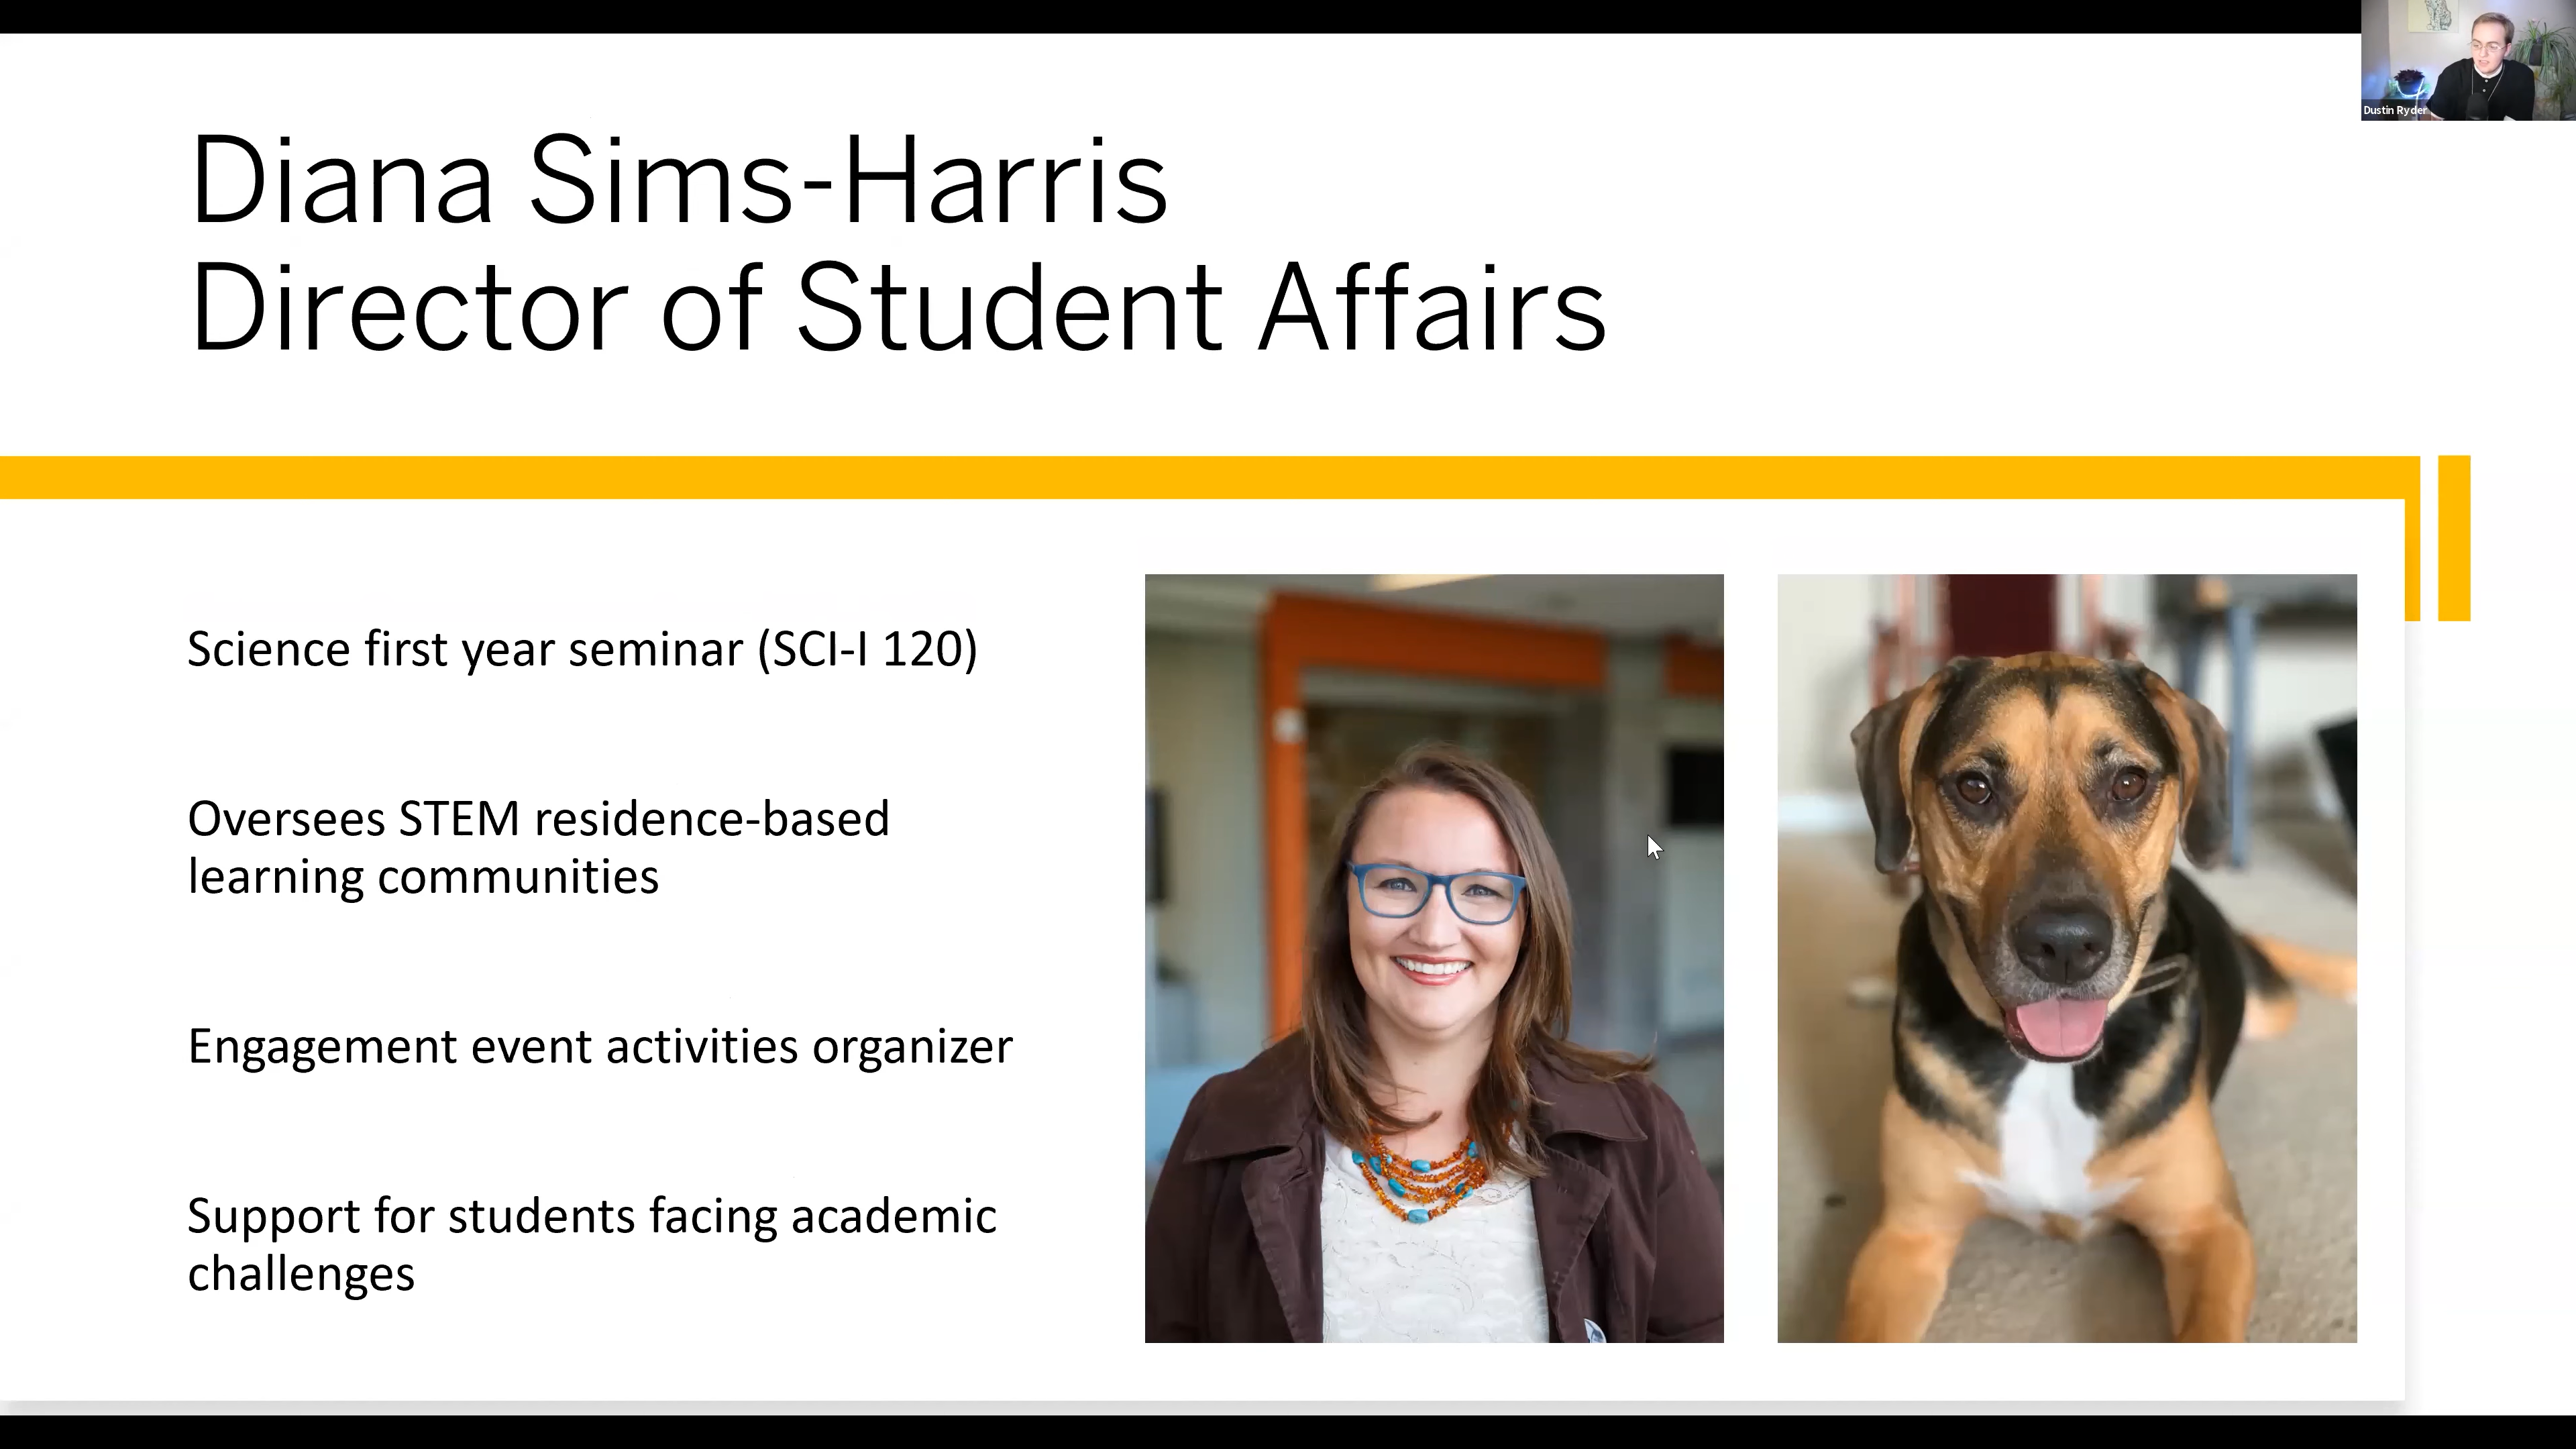 Dustin Ryder
Diana Sims-Harris
Director of Student Affairs
Science first year seminar (SCI-I 120)
Oversees STEM residence-based
learning communities
Engagement event activities organizer
Support for students facing academic
challenges